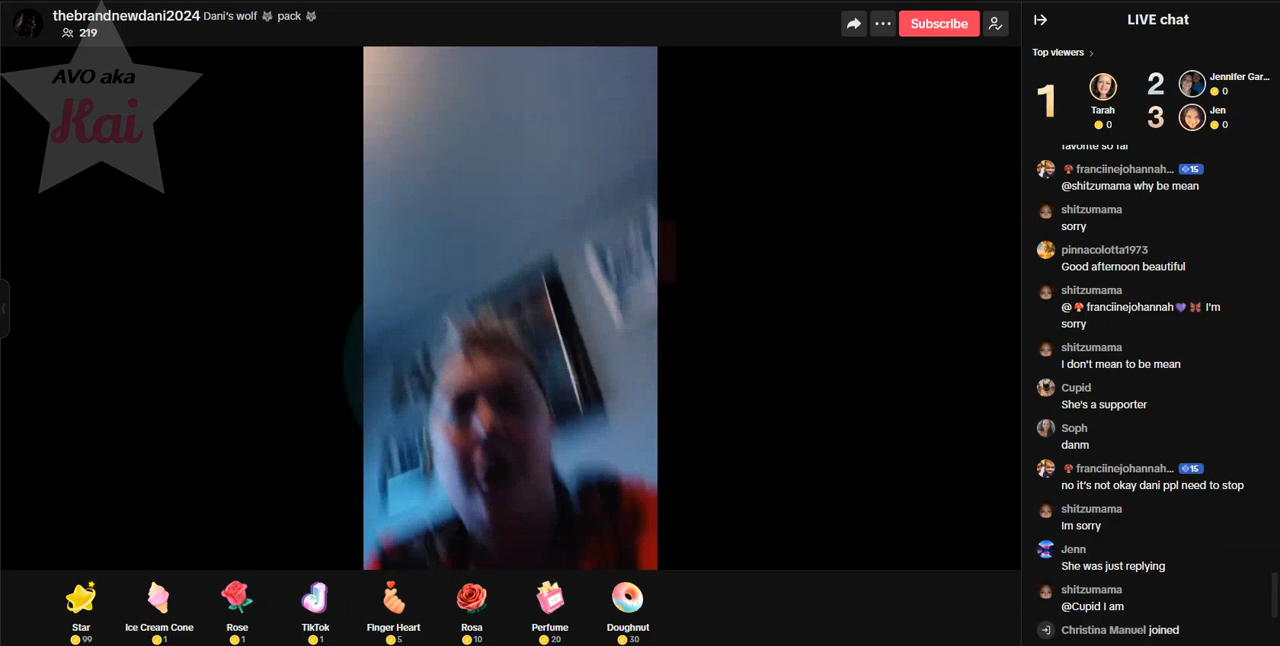 thebrandnewdani2024 Dani's wolf 🐺 pack 🐺
219
Subscribe
AVO aka
Kai
LIVE chat
Top viewers >
1
Tarah
0
2
Jennifer Gar...
0
3
Jen
0
favorite so far
franciinejohannah... 15
@shitzumama why be mean
shitzumama
sorry
pinnacolotta1973
Good afternoon beautiful
shitzumama
@🍄franciinejohannah💜🦋 I'm
sorry
shitzumama
I don't mean to be mean
Cupid
She's a supporter
Soph
danm
franciinejohannah... 15
no it's not okay dani ppl need to stop
shitzumama
Im sorry
Jenn
She was just replying
shitzumama
@Cupid I am
Christina Manuel joined
Star
99
Ice Cream Cone
1
Rose
1
TikTok
1
Finger Heart
5
Rosa
10
Perfume
20
Doughnut
30